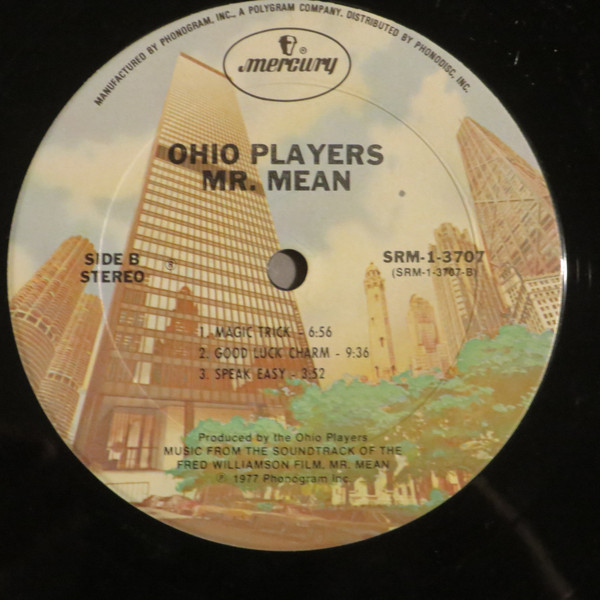 MANUFACTURED BY PHONOGRAM, INC., A POLYGRAM COMPANY. DISTRIBUTED BY PHONODISC, INC.
mercury ®
OHIO PLAYERS
MR. MEAN
SIDE B
STEREO
SRM-1-3707
(SRM-1-3707-B)
1. MAGIC TRICK - 6:56
2. GOOD LUCK CHARM - 9:36
3. SPEAK EASY - 3:52
Produced by the Ohio Players
MUSIC FROM THE SOUNDTRACK OF THE
FRED WILLIAMSON FILM, MR. MEAN
℗ 1977 Phonogram Inc.